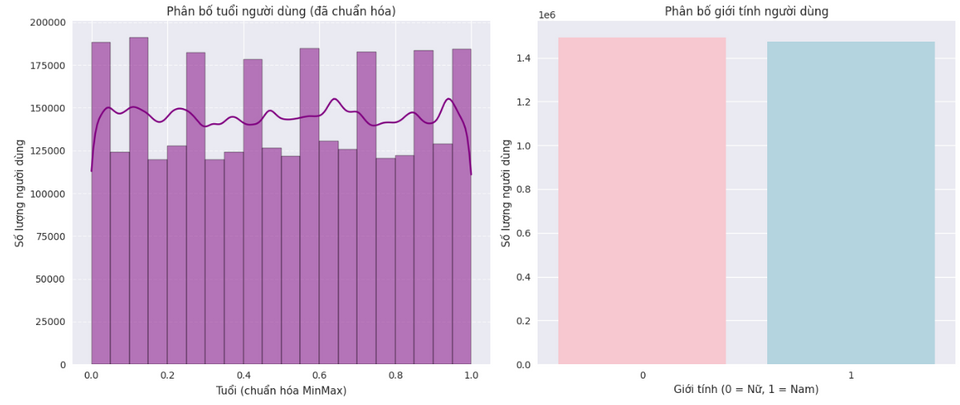 Phân bố tuổi người dùng (đã chuẩn hóa)
200000
175000
150000
125000
100000
75000
50000
25000
0
Số lượng người dùng
0.0 0.2 0.4 0.6 0.8 1.0
Tuổi (chuẩn hóa MinMax)
Phân bố giới tính người dùng
1e6
1.4
1.2
1.0
0.8
0.6
0.4
0.2
0.0
Số lượng người dùng
0 1
Giới tính (0 = Nữ, 1 = Nam)